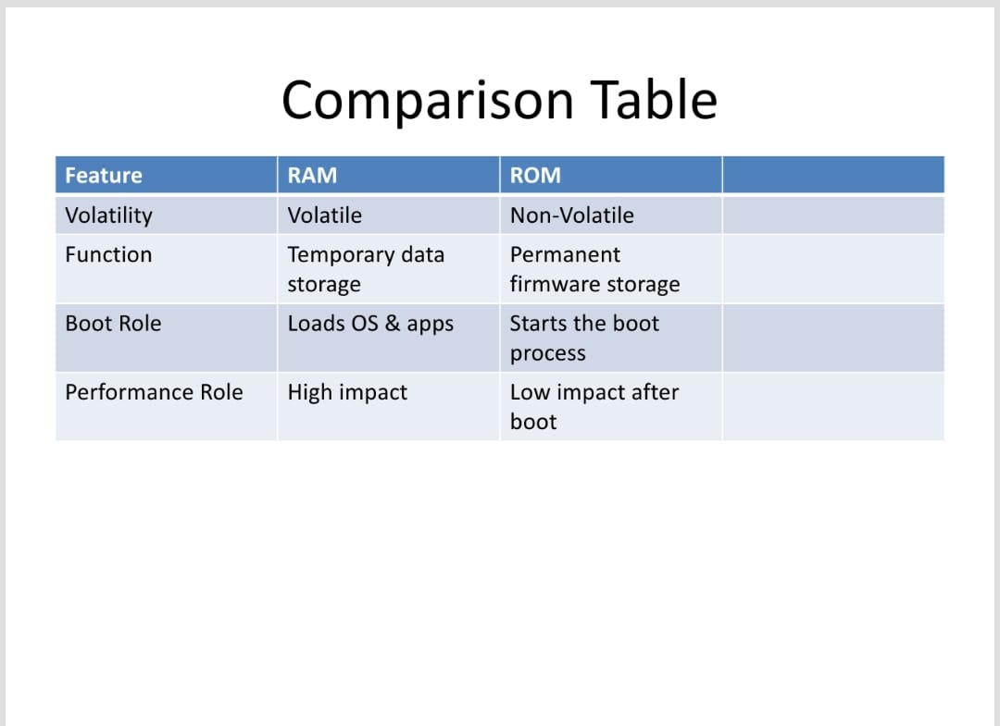 Comparison Table
Feature RAM ROM
Volatility Volatile Non-Volatile
Function Temporary data Permanent
storage firmware storage
Boot Role Loads OS & apps Starts the boot
process
Performance Role High impact Low impact after
boot